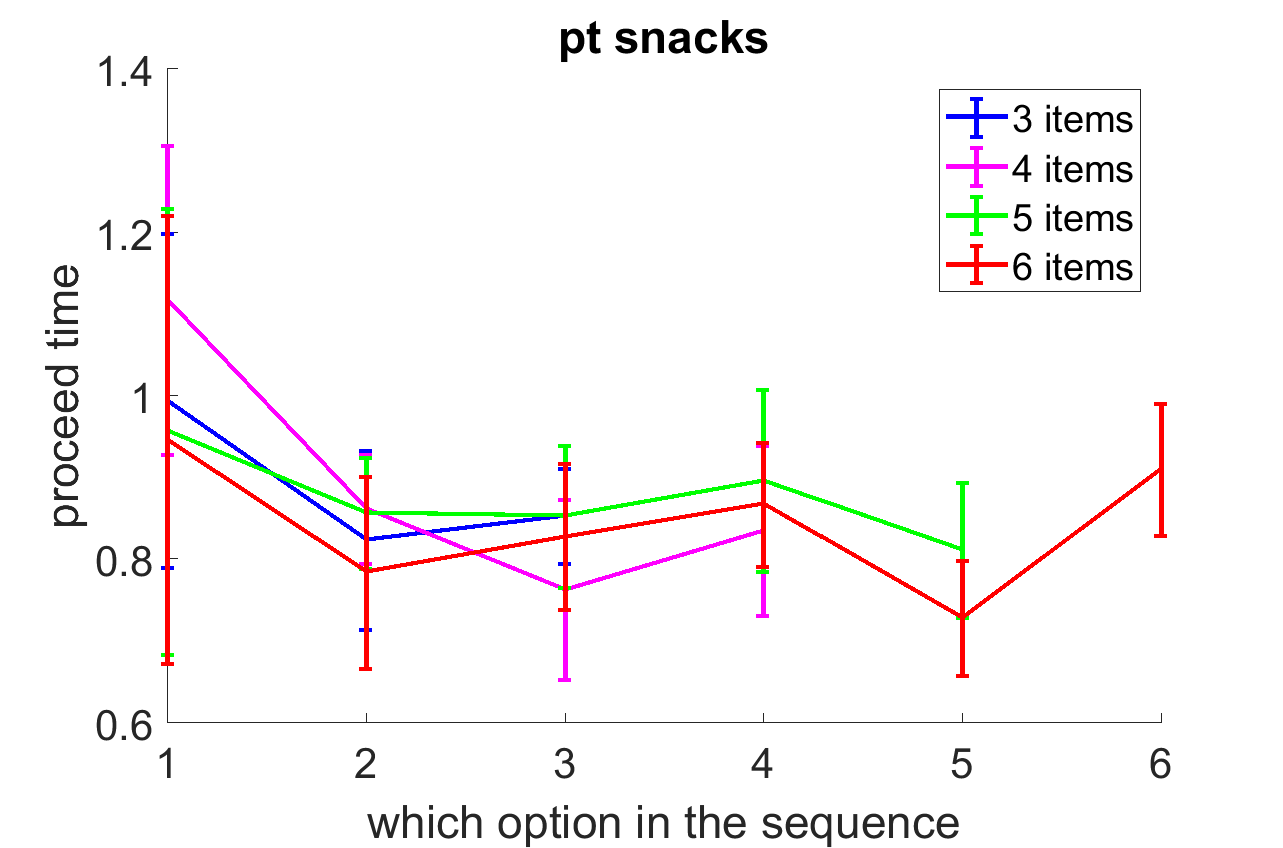 pt snacks
1.4
1.2
1
0.8
0.6
proceed time
3 items
4 items
5 items
6 items
1 2 3 4 5 6
which option in the sequence